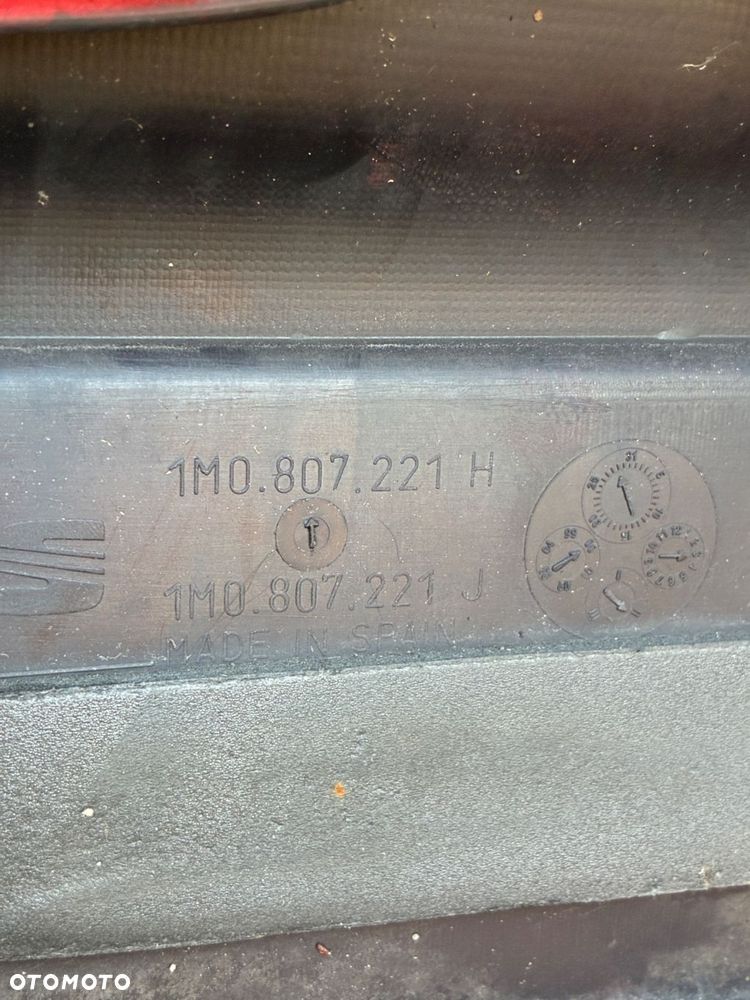 1M0.807.221 H
1M0.807.221 J
MADE IN SPAIN
OTOMOTO